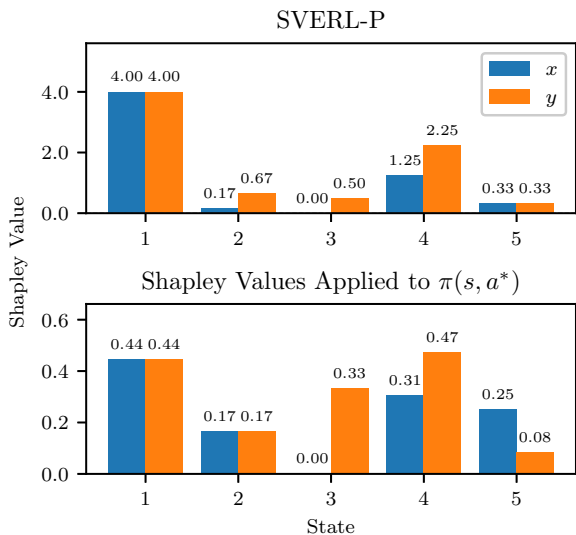 SVERL-P
4.00 4.00 0.17 0.67 0.00 0.50 1.25 2.25 0.33 0.33
x
y
4.0
2.0
0.0
1 2 3 4 5
Shapley Value
Shapley Values Applied to π(s, a*)
0.44 0.44 0.17 0.17 0.00 0.33 0.31 0.47 0.25 0.08
0.6
0.4
0.2
0.0
1 2 3 4 5
State